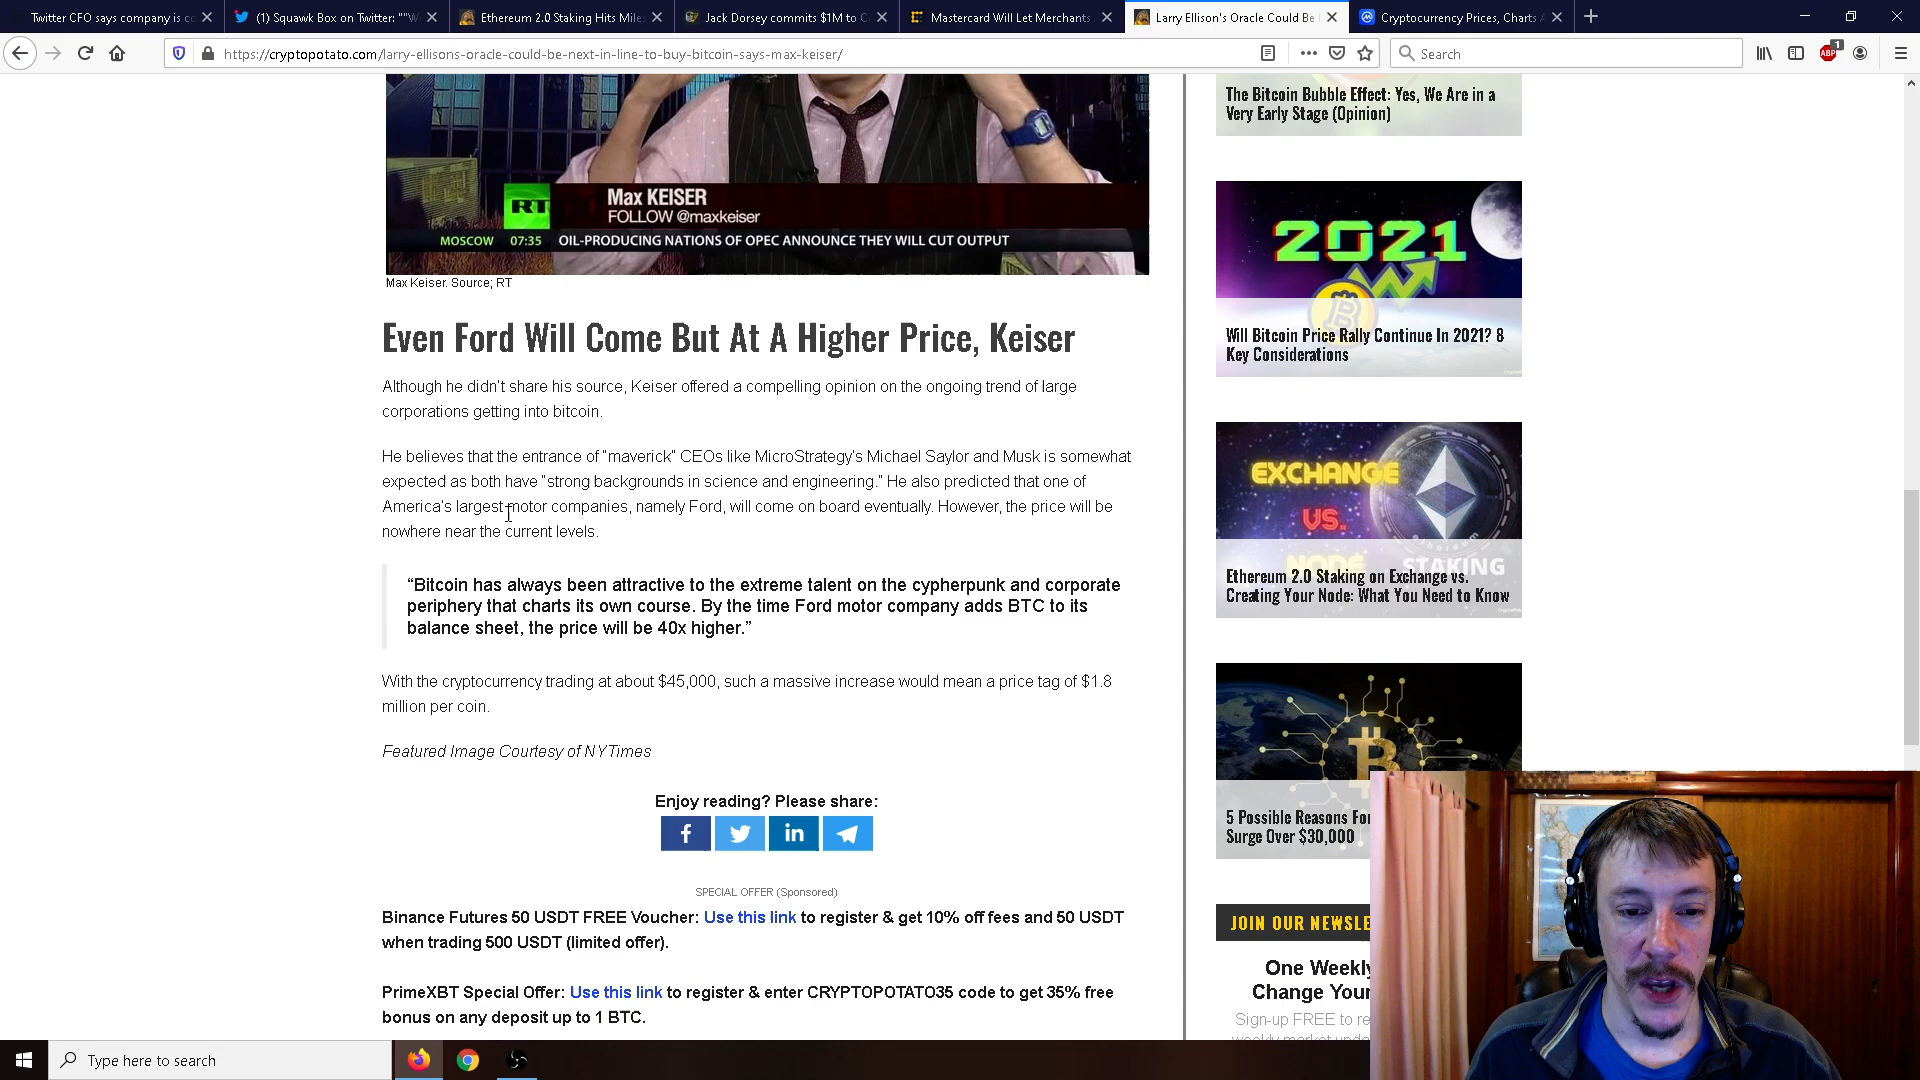 Twitter CFO says company is cc
(1) Squawk Box on Twitter: ""W
Ethereum 2.0 Staking Hits Mile
Jack Dorsey commits $1M to C
Mastercard Will Let Merchants
Larry Ellison's Oracle Could Be
Cryptocurrency Prices, Charts
https://cryptopotato.com/larry-ellisons-oracle-could-be-next-in-line-to-buy-bitcoin-says-max-keiser/
Search
ABP
1
RT
Max KEISER
FOLLOW @maxkeiser
MOSCOW 07:35 OIL-PRODUCING NATIONS OF OPEC ANNOUNCE THEY WILL CUT OUTPUT
Max Keiser. Source; RT
Even Ford Will Come But At A Higher Price, Keiser
Although he didn't share his source, Keiser offered a compelling opinion on the ongoing trend of large
corporations getting into bitcoin.
He believes that the entrance of "maverick" CEOs like MicroStrategy's Michael Saylor and Musk is somewhat
expected as both have "strong backgrounds in science and engineering." He also predicted that one of
America's largest motor companies, namely Ford, will come on board eventually. However, the price will be
nowhere near the current levels.
“Bitcoin has always been attractive to the extreme talent on the cypherpunk and corporate
periphery that charts its own course. By the time Ford motor company adds BTC to its
balance sheet, the price will be 40x higher.”
With the cryptocurrency trading at about $45,000, such a massive increase would mean a price tag of $1.8
million per coin.
Featured Image Courtesy of NYTimes
Enjoy reading? Please share:
SPECIAL OFFER (Sponsored)
Binance Futures 50 USDT FREE Voucher: Use this link to register & get 10% off fees and 50 USDT
when trading 500 USDT (limited offer).
PrimeXBT Special Offer: Use this link to register & enter CRYPTOPOTATO35 code to get 35% free
bonus on any deposit up to 1 BTC.
The Bitcoin Bubble Effect: Yes, We Are in a
Very Early Stage (Opinion)
2021
Will Bitcoin Price Rally Continue In 2021? 8
Key Considerations
EXCHANGE
VS.
NODE
STAKING
Ethereum 2.0 Staking on Exchange vs.
Creating Your Node: What You Need to Know
5 Possible Reasons For
Surge Over $30,000
JOIN OUR NEWSLE
One Weekly
Change Your
Sign-up FREE to re
weekly market upda
Type here to search